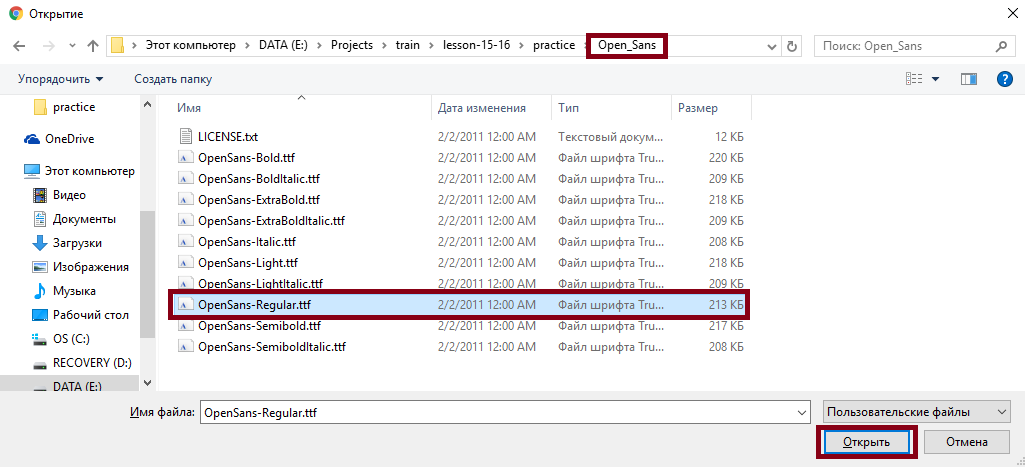 Открытие
Этот компьютер > DATA (E:) > Projects > train > lesson-15-16 > practice > Open_Sans
Поиск: Open_Sans
Упорядочить Создать папку
Имя Дата изменения Тип Размер
practice
OneDrive
Этот компьютер
Видео
Документы
Загрузки
Изображения
Музыка
Рабочий стол
OS (C:)
RECOVERY (D:)
DATA (E:)
LICENSE.txt 2/2/2011 12:00 AM Текстовый докум... 12 КБ
OpenSans-Bold.ttf 2/2/2011 12:00 AM Файл шрифта Tru... 220 КБ
OpenSans-BoldItalic.ttf 2/2/2011 12:00 AM Файл шрифта Tru... 209 КБ
OpenSans-ExtraBold.ttf 2/2/2011 12:00 AM Файл шрифта Tru... 218 КБ
OpenSans-ExtraBoldItalic.ttf 2/2/2011 12:00 AM Файл шрифта Tru... 209 КБ
OpenSans-Italic.ttf 2/2/2011 12:00 AM Файл шрифта Tru... 208 КБ
OpenSans-Light.ttf 2/2/2011 12:00 AM Файл шрифта Tru... 218 КБ
OpenSans-LightItalic.ttf 2/2/2011 12:00 AM Файл шрифта Tru... 209 КБ
OpenSans-Regular.ttf 2/2/2011 12:00 AM Файл шрифта Tru... 213 КБ
OpenSans-Semibold.ttf 2/2/2011 12:00 AM Файл шрифта Tru... 217 КБ
OpenSans-SemiboldItalic.ttf 2/2/2011 12:00 AM Файл шрифта Tru... 208 КБ
Имя файла: OpenSans-Regular.ttf Пользовательские файлы
Открыть Отмена